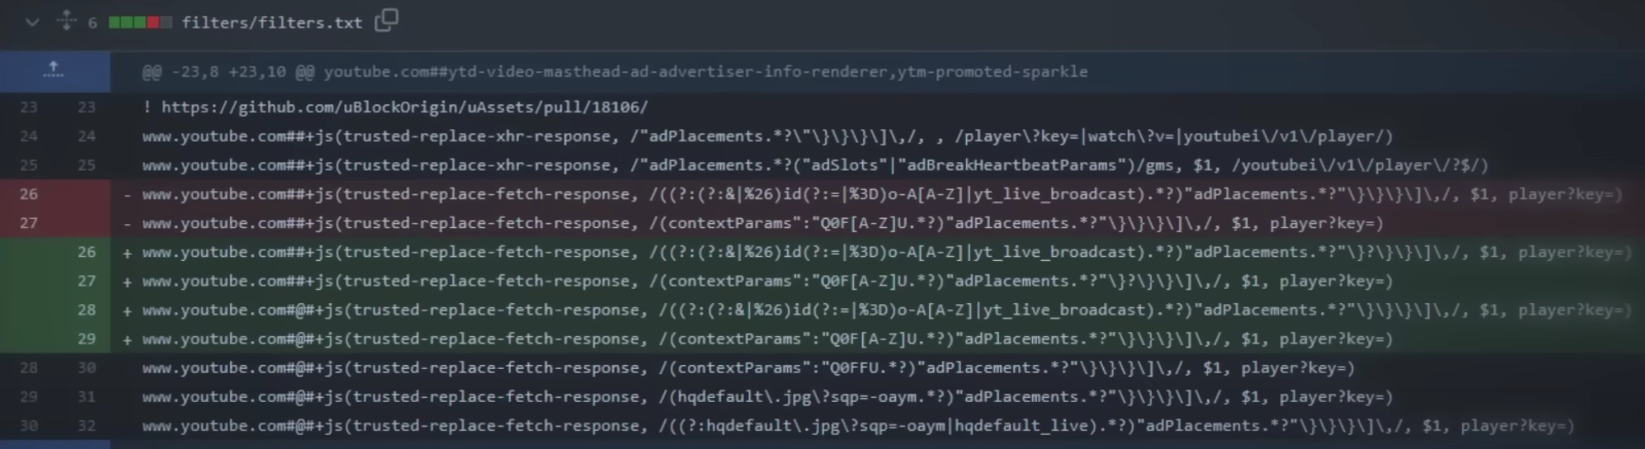 6 filters/filters.txt
@@ -23,8 +23,10 @@ youtube.com##ytd-video-masthead-ad-advertiser-info-renderer,ytm-promoted-sparkle
23 23 ! https://github.com/uBlockOrigin/uAssets/pull/18106/
24 24 www.youtube.com##+js(trusted-replace-xhr-response, /"adPlacements.*?\"\}\}\}\]\,/, , /player\?key=|watch\?v=|youtubei\/v1\/player/)
25 25 www.youtube.com##+js(trusted-replace-xhr-response, /"adPlacements.*?("adSlots"|"adBreakHeartbeatParams")/gms, $1, /youtubei\/v1\/player\/?$/)
26 - www.youtube.com##+js(trusted-replace-fetch-response, /((?:(?:&|%26)id(?:=|%3D)o-A[A-Z]|yt_live_broadcast).*?)"adPlacements.*?"\}\}\}\]\,/, $1, player?key=)
27 - www.youtube.com##+js(trusted-replace-fetch-response, /(contextParams":"Q0F[A-Z]U.*?)"adPlacements.*?"\}\}\}\]\,/, $1, player?key=)
26 + www.youtube.com##+js(trusted-replace-fetch-response, /((?:(?:&|%26)id(?:=|%3D)o-A[A-Z]|yt_live_broadcast).*?)"adPlacements.*?"\}?\}\}\]\,/, $1, player?key=)
27 + www.youtube.com##+js(trusted-replace-fetch-response, /(contextParams":"Q0F[A-Z]U.*?)"adPlacements.*?"\}?\}\}\]\,/, $1, player?key=)
28 + www.youtube.com#@#+js(trusted-replace-fetch-response, /((?:(?:&|%26)id(?:=|%3D)o-A[A-Z]|yt_live_broadcast).*?)"adPlacements.*?"\}\}\}\]\,/, $1, player?key=)
29 + www.youtube.com#@#+js(trusted-replace-fetch-response, /(contextParams":"Q0F[A-Z]U.*?)"adPlacements.*?"\}\}\}\]\,/, $1, player?key=)
28 30 www.youtube.com#@#+js(trusted-replace-fetch-response, /(contextParams":"Q0FFU.*?)"adPlacements.*?"\}\}\}\]\,/, $1, player?key=)
29 31 www.youtube.com#@#+js(trusted-replace-fetch-response, /(hqdefault\.jpg\?sqp=-oaym.*?)"adPlacements.*?"\}\}\}\]\,/, $1, player?key=)
30 32 www.youtube.com#@#+js(trusted-replace-fetch-response, /((?:hqdefault\.jpg\?sqp=-oaym|hqdefault_live).*?)"adPlacements.*?"\}\}\}\]\,/, $1, player?key=)